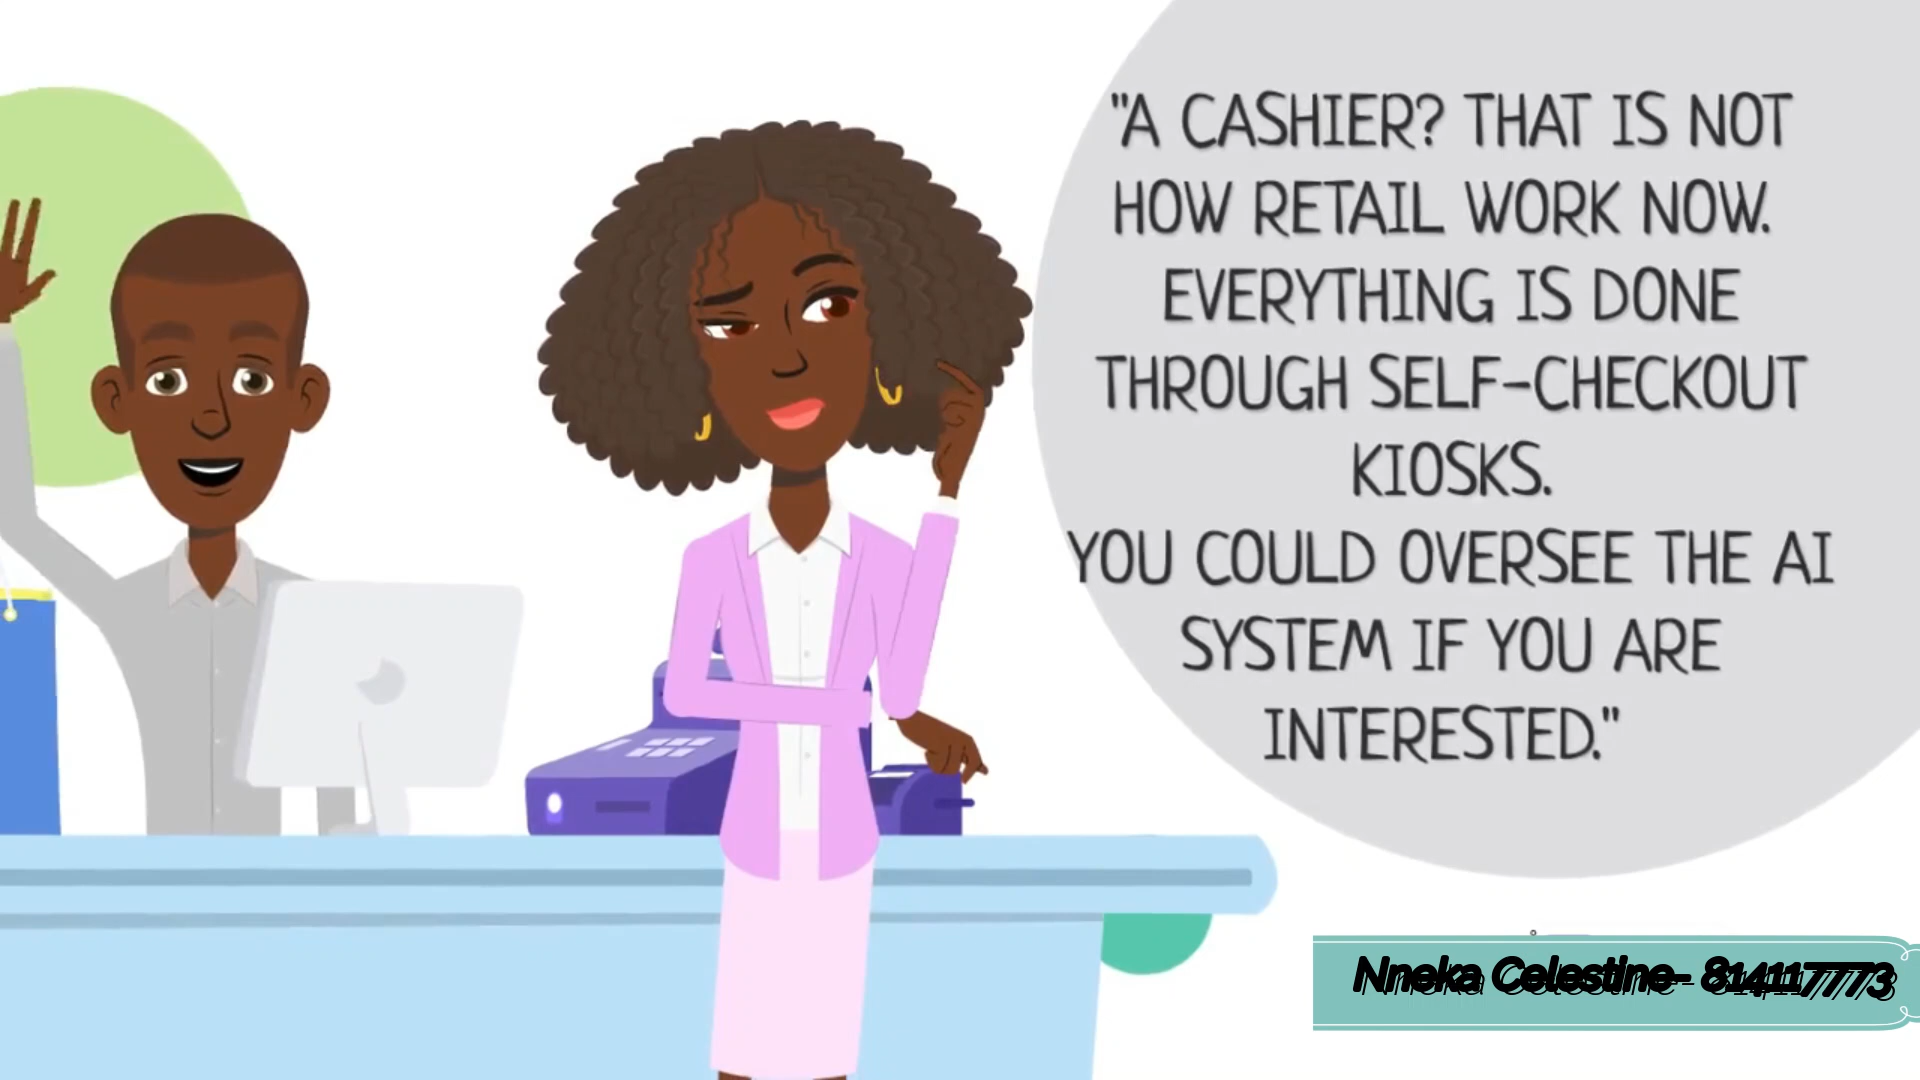 "A CASHIER? THAT IS NOT
HOW RETAIL WORK NOW.
EVERYTHING IS DONE
THROUGH SELF-CHECKOUT
KIOSKS.
YOU COULD OVERSEE THE AI
SYSTEM IF YOU ARE
INTERESTED."
Nneka Celestine-